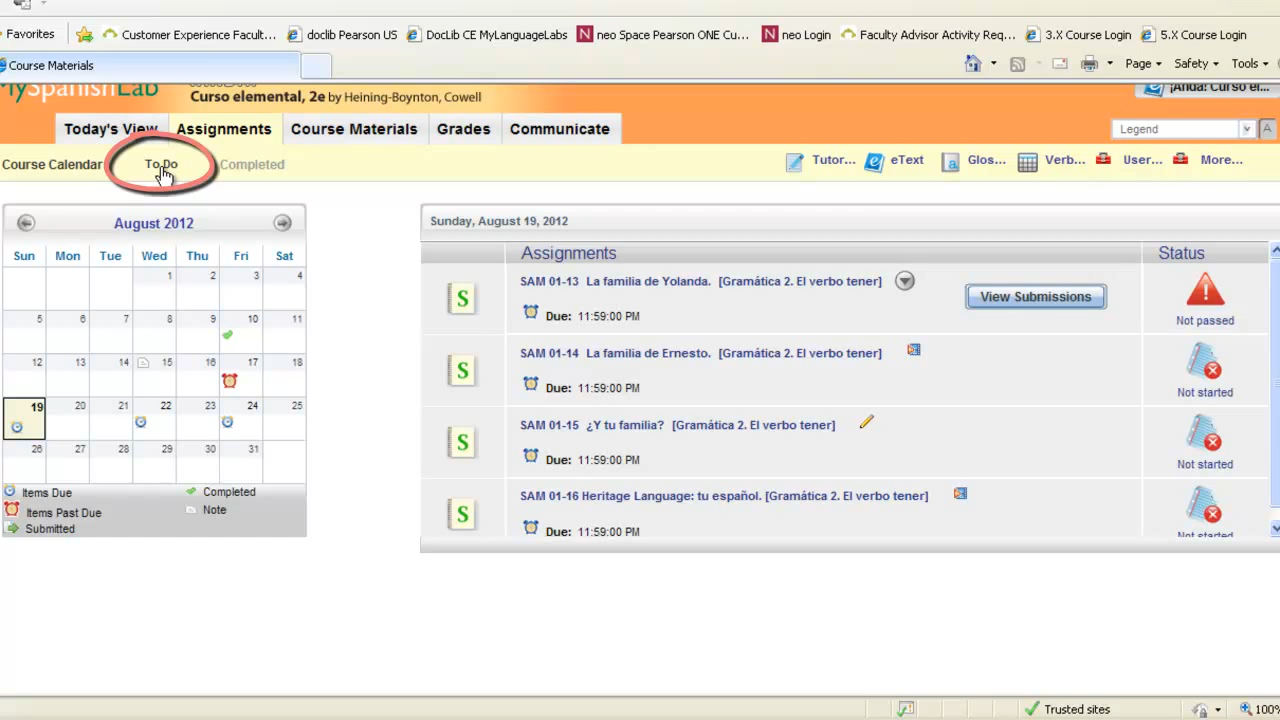 Favorites Customer Experience Facult... doclib Pearson US DocLib CE MyLanguageLabs neo Space Pearson ONE Cu... neo Login Faculty Advisor Activity Req... 3.X Course Login 5.X Course Login
Course Materials
Page Safety Tools
MySpanishLab
Curso elemental, 2e by Heining-Boynton, Cowell
¡Anda! Curso el...
Today's View Assignments Course Materials Grades Communicate
Legend A
Course Calendar To Do Completed
Tutor... eText Glos... Verb... User... More...
August 2012
Sun Mon Tue Wed Thu Fri Sat
1 2 3 4
5 6 7 8 9 10 11
12 13 14 15 16 17 18
19 20 21 22 23 24 25
26 27 28 29 30 31
Items Due Completed
Items Past Due Note
Submitted
Sunday, August 19, 2012
Assignments Status
S SAM 01-13 La familia de Yolanda. [Gramática 2. El verbo tener]
View Submissions
Due: 11:59:00 PM
Not passed
S SAM 01-14 La familia de Ernesto. [Gramática 2. El verbo tener]
Due: 11:59:00 PM
Not started
S SAM 01-15 ¿Y tu familia? [Gramática 2. El verbo tener]
Due: 11:59:00 PM
Not started
S SAM 01-16 Heritage Language: tu español. [Gramática 2. El verbo tener]
Due: 11:59:00 PM
Not started
Trusted sites 100%